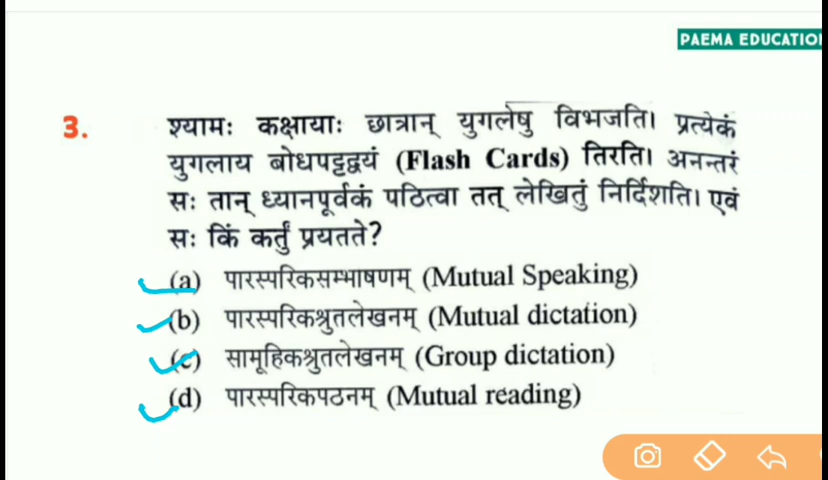 PAEMA EDUCATIO
3. श्यामः कक्षायाः छात्रान् युगलेषु विभजति। प्रत्येकं
युगलाय बोधपट्टद्वयं (Flash Cards) तिरति। अनन्तरं
सः तान् ध्यानपूर्वकं पठित्वा तत् लेखितुं निर्दिशति। एवं
सः किं कर्तुं प्रयतते?
(a) पारस्परिकसम्भाषणम् (Mutual Speaking)
(b) पारस्परिकश्रुतलेखनम् (Mutual dictation)
(c) सामूहिकश्रुतलेखनम् (Group dictation)
(d) पारस्परिकपठनम् (Mutual reading)